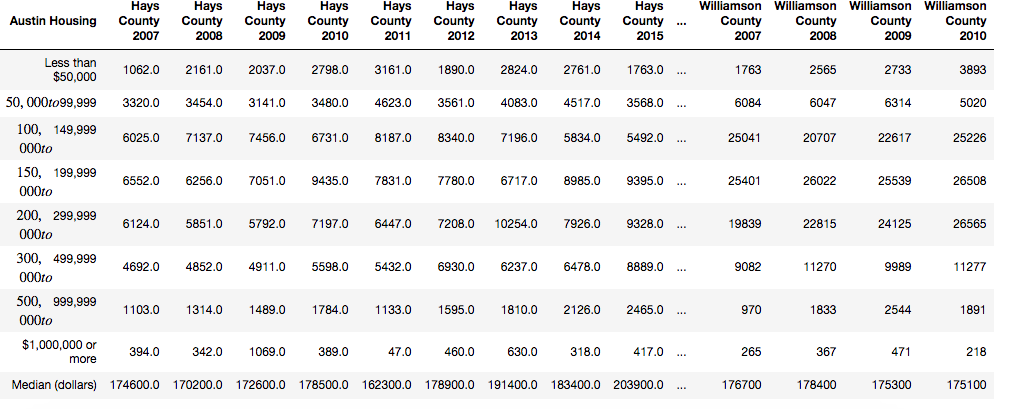 Austin Housing Hays County 2007 Hays County 2008 Hays County 2009 Hays County 2010 Hays County 2011 Hays County 2012 Hays County 2013 Hays County 2014 Hays County 2015 ... Williamson County 2007 Williamson County 2008 Williamson County 2009 Williamson County 2010
Less than $50,000 1062.0 2161.0 2037.0 2798.0 3161.0 1890.0 2824.0 2761.0 1763.0 ... 1763 2565 2733 3893
50, 000to99,999 3320.0 3454.0 3141.0 3480.0 4623.0 3561.0 4083.0 4517.0 3568.0 ... 6084 6047 6314 5020
100, 000to 149,999 6025.0 7137.0 7456.0 6731.0 8187.0 8340.0 7196.0 5834.0 5492.0 ... 25041 20707 22617 25226
150, 000to 199,999 6552.0 6256.0 7051.0 9435.0 7831.0 7780.0 6717.0 8985.0 9395.0 ... 25401 26022 25539 26508
200, 000to 299,999 6124.0 5851.0 5792.0 7197.0 6447.0 7208.0 10254.0 7926.0 9328.0 ... 19839 22815 24125 26565
300, 000to 499,999 4692.0 4852.0 4911.0 5598.0 5432.0 6930.0 6237.0 6478.0 8889.0 ... 9082 11270 9989 11277
500, 000to 999,999 1103.0 1314.0 1489.0 1784.0 1133.0 1595.0 1810.0 2126.0 2465.0 ... 970 1833 2544 1891
$1,000,000 or more 394.0 342.0 1069.0 389.0 47.0 460.0 630.0 318.0 417.0 ... 265 367 471 218
Median (dollars) 174600.0 170200.0 172600.0 178500.0 162300.0 178900.0 191400.0 183400.0 203900.0 ... 176700 178400 175300 175100